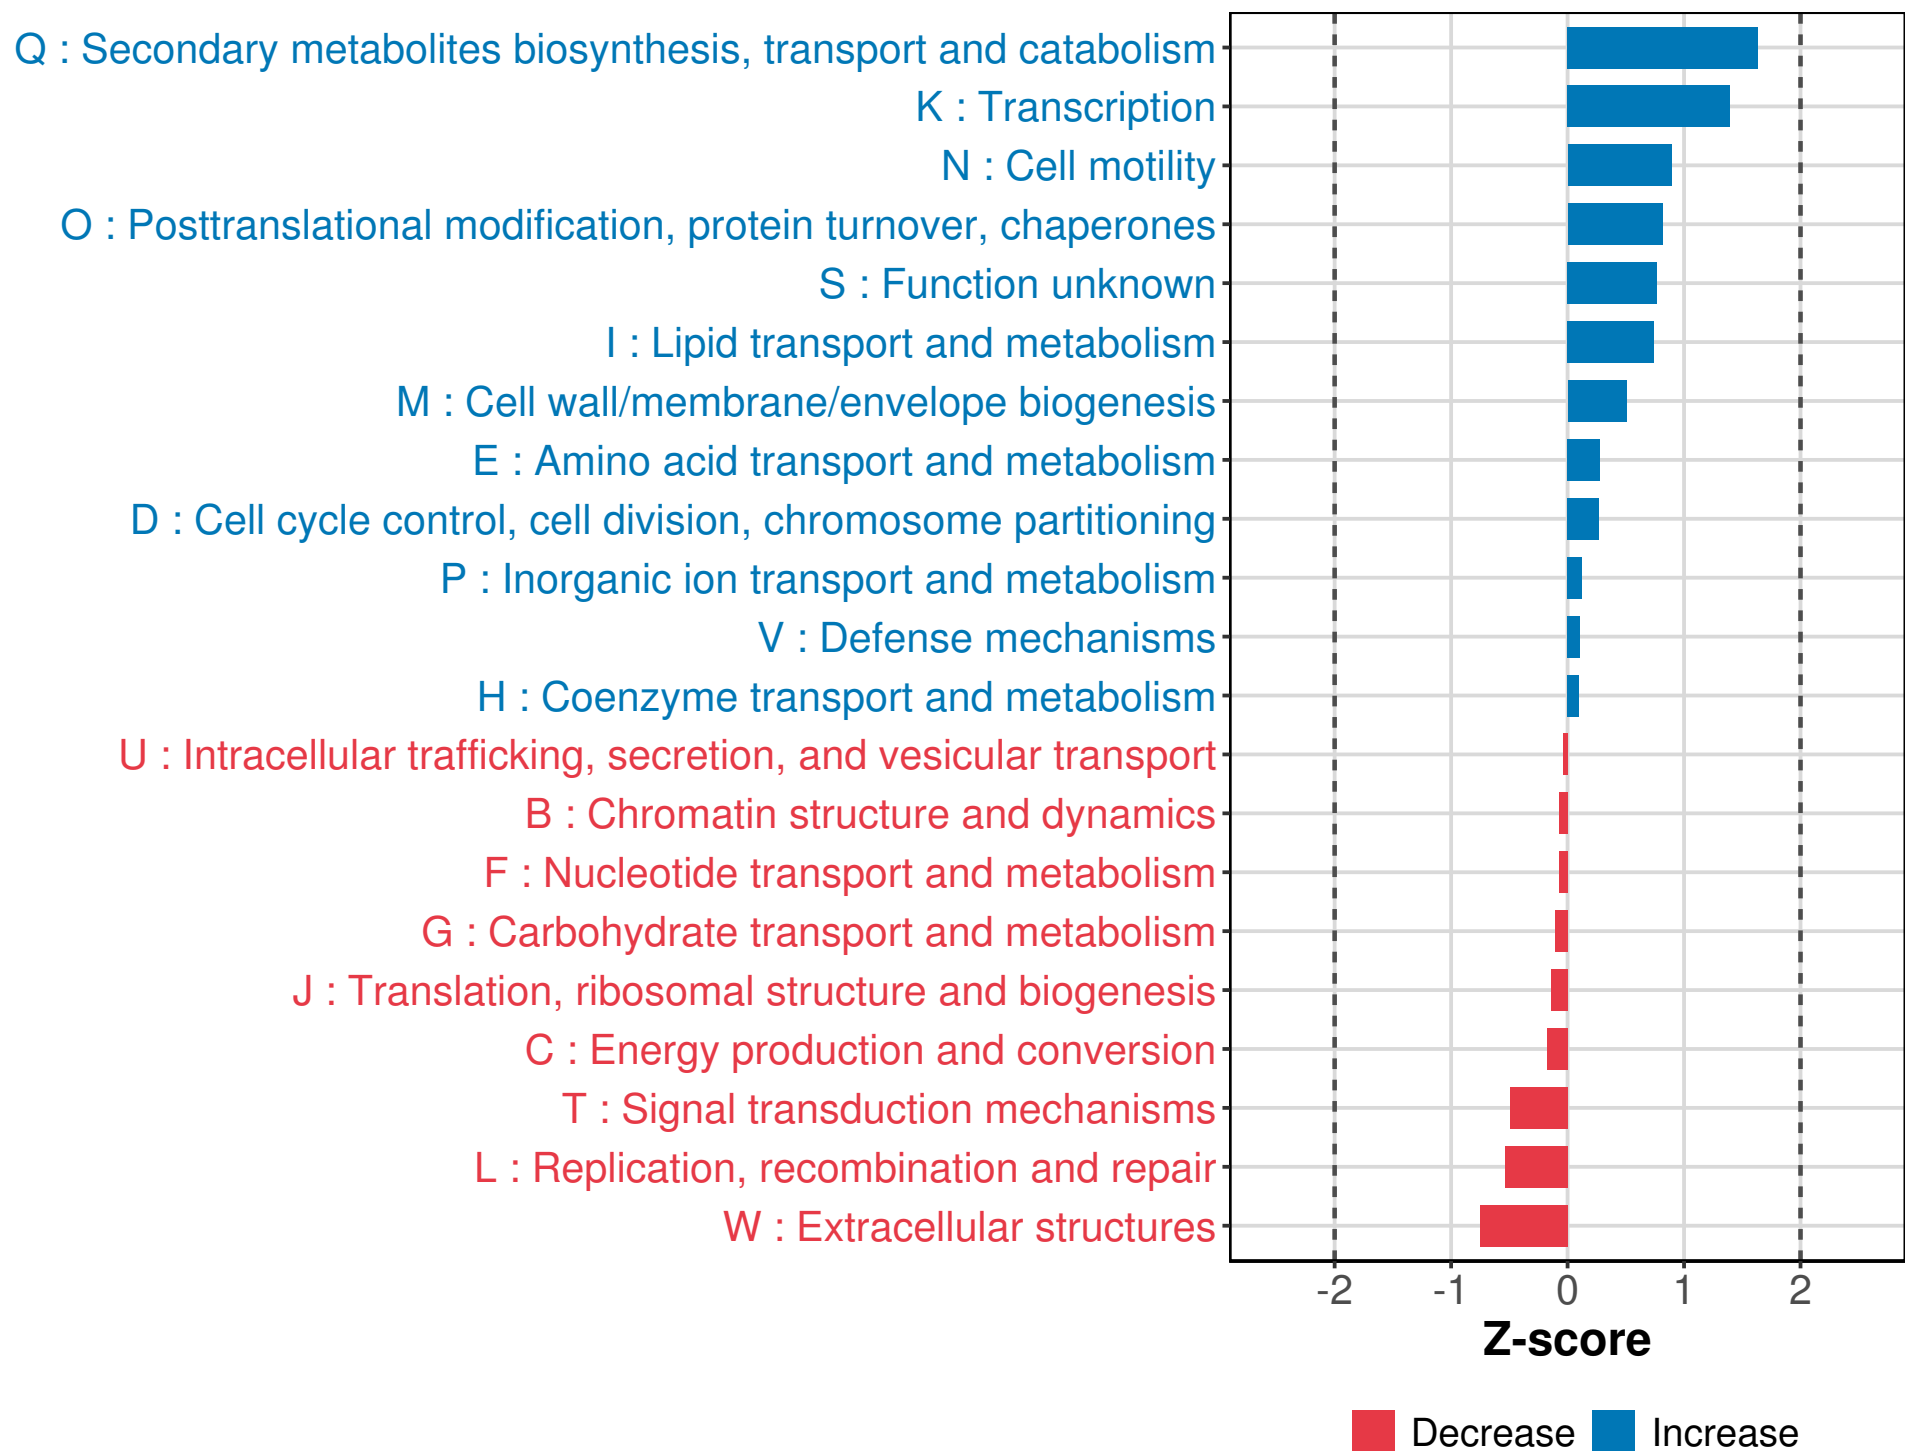 Q : Secondary metabolites biosynthesis, transport and catabolism
K : Transcription
N : Cell motility
O : Posttranslational modification, protein turnover, chaperones
S : Function unknown
I : Lipid transport and metabolism
M : Cell wall/membrane/envelope biogenesis
E : Amino acid transport and metabolism
D : Cell cycle control, cell division, chromosome partitioning
P : Inorganic ion transport and metabolism
V : Defense mechanisms
H : Coenzyme transport and metabolism
U : Intracellular trafficking, secretion, and vesicular transport
B : Chromatin structure and dynamics
F : Nucleotide transport and metabolism
G : Carbohydrate transport and metabolism
J : Translation, ribosomal structure and biogenesis
C : Energy production and conversion
T : Signal transduction mechanisms
L : Replication, recombination and repair
W : Extracellular structures
-2 -1 0 1 2
Z-score
Decrease Increase